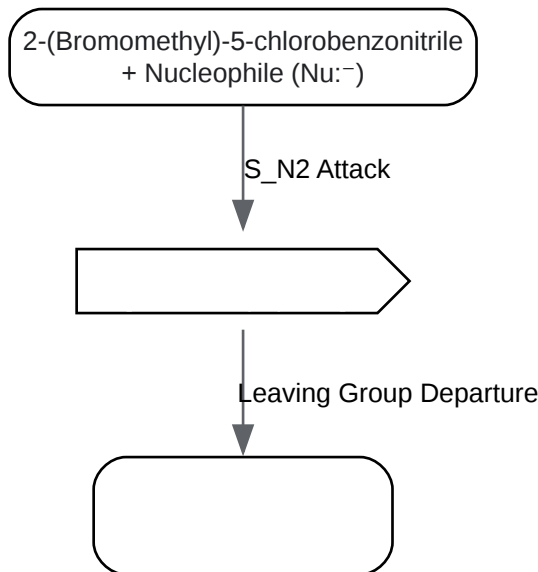 2-(Bromomethyl)-5-chlorobenzonitrile
+ Nucleophile (Nu:⁻)
S_N2 Attack
Leaving Group Departure